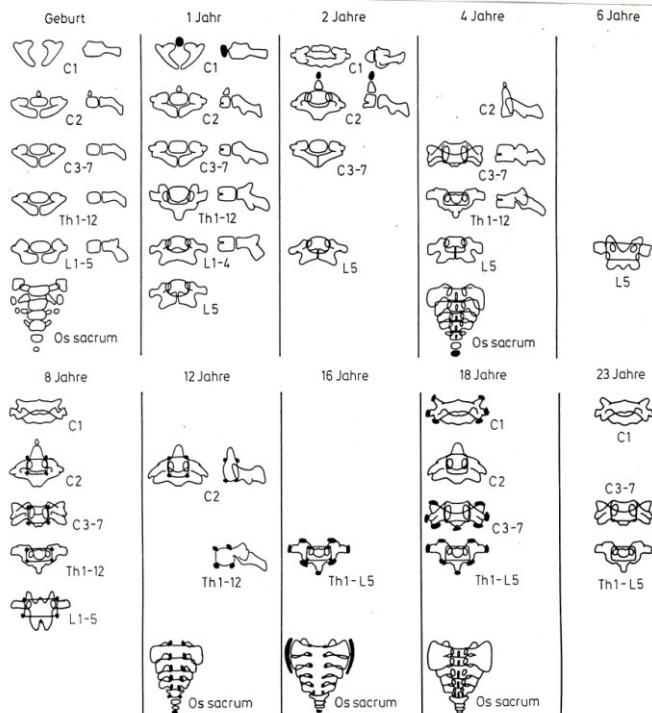 Geburt
1 Jahr
2 Jahre
4 Jahre
6 Jahre
C1
C1
C1
C2
C2
C2
C2
C3-7
C3-7
C3-7
C3-7
Th1-12
Th1-12
Th1-12
L1-5
L1-4
L5
L5
L5
L5
Os sacrum
Os sacrum
8 Jahre
12 Jahre
16 Jahre
18 Jahre
23 Jahre
C1
C1
C1
C2
C2
C2
C3-7
C3-7
C3-7
Th1-12
Th1-12
Th1-L5
Th1-L5
Th1-L5
L1-5
Os sacrum
Os sacrum
Os sacrum